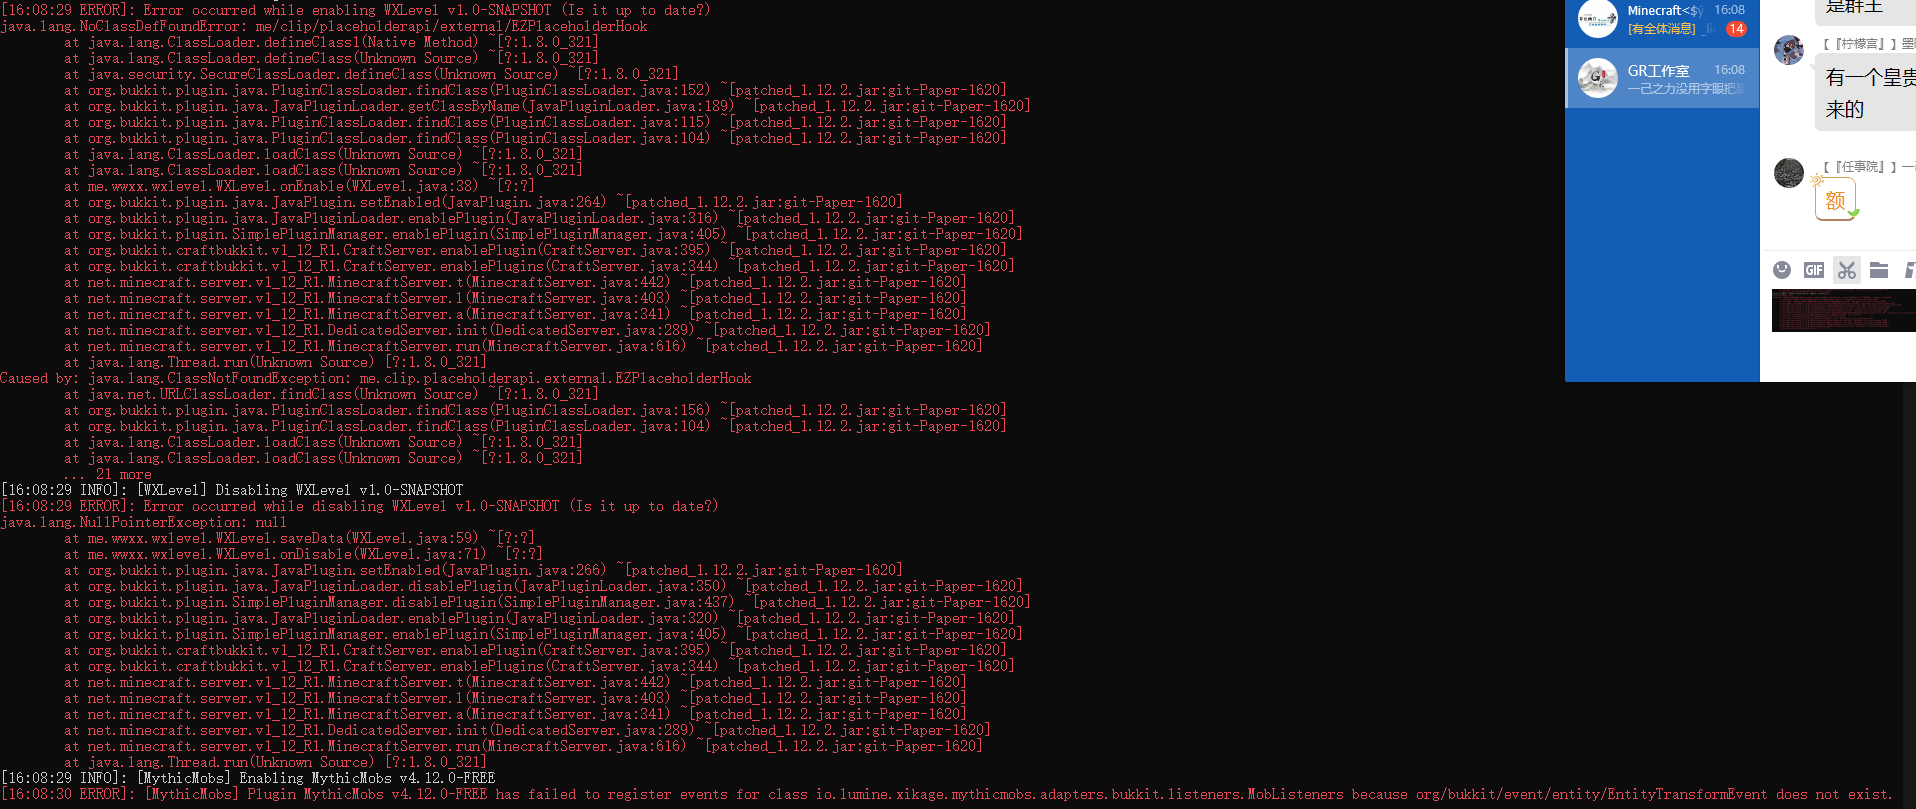 [16:08:29 ERROR]: Error occurred while enabling WXLevel v1.0-SNAPSHOT (Is it up to date?)
java.lang.NoClassDefFoundError: me/clip/placeholderapi/external/EZPlaceholderHook
at java.lang.ClassLoader.defineClass1(Native Method) ~[?:1.8.0_321]
at java.lang.ClassLoader.defineClass(Unknown Source) ~[?:1.8.0_321]
at java.security.SecureClassLoader.defineClass(Unknown Source) ~[?:1.8.0_321]
at org.bukkit.plugin.java.PluginClassLoader.findClass(PluginClassLoader.java:152) ~[patched_1.12.2.jar:git-Paper-1620]
at org.bukkit.plugin.java.JavaPluginLoader.getClassByName(JavaPluginLoader.java:189) ~[patched_1.12.2.jar:git-Paper-1620]
at org.bukkit.plugin.java.PluginClassLoader.findClass(PluginClassLoader.java:115) ~[patched_1.12.2.jar:git-Paper-1620]
at org.bukkit.plugin.java.PluginClassLoader.findClass(PluginClassLoader.java:104) ~[patched_1.12.2.jar:git-Paper-1620]
at java.lang.ClassLoader.loadClass(Unknown Source) ~[?:1.8.0_321]
at java.lang.ClassLoader.loadClass(Unknown Source) ~[?:1.8.0_321]
at me.wwxx.wxlevel.WXLevel.onEnable(WXLevel.java:38) ~[?:?]
at org.bukkit.plugin.java.JavaPlugin.setEnabled(JavaPlugin.java:264) ~[patched_1.12.2.jar:git-Paper-1620]
at org.bukkit.plugin.java.JavaPluginLoader.enablePlugin(JavaPluginLoader.java:316) ~[patched_1.12.2.jar:git-Paper-1620]
at org.bukkit.plugin.SimplePluginManager.enablePlugin(SimplePluginManager.java:405) ~[patched_1.12.2.jar:git-Paper-1620]
at org.bukkit.craftbukkit.v1_12_R1.CraftServer.enablePlugin(CraftServer.java:395) ~[patched_1.12.2.jar:git-Paper-1620]
at org.bukkit.craftbukkit.v1_12_R1.CraftServer.enablePlugins(CraftServer.java:344) ~[patched_1.12.2.jar:git-Paper-1620]
at net.minecraft.server.v1_12_R1.MinecraftServer.t(MinecraftServer.java:442) ~[patched_1.12.2.jar:git-Paper-1620]
at net.minecraft.server.v1_12_R1.MinecraftServer.l(MinecraftServer.java:403) ~[patched_1.12.2.jar:git-Paper-1620]
at net.minecraft.server.v1_12_R1.MinecraftServer.a(MinecraftServer.java:341) ~[patched_1.12.2.jar:git-Paper-1620]
at net.minecraft.server.v1_12_R1.DedicatedServer.init(DedicatedServer.java:289) ~[patched_1.12.2.jar:git-Paper-1620]
at net.minecraft.server.v1_12_R1.MinecraftServer.run(MinecraftServer.java:616) ~[patched_1.12.2.jar:git-Paper-1620]
at java.lang.Thread.run(Unknown Source) [?:1.8.0_321]
Caused by: java.lang.ClassNotFoundException: me.clip.placeholderapi.external.EZPlaceholderHook
at java.net.URLClassLoader.findClass(Unknown Source) ~[?:1.8.0_321]
at org.bukkit.plugin.java.PluginClassLoader.findClass(PluginClassLoader.java:156) ~[patched_1.12.2.jar:git-Paper-1620]
at org.bukkit.plugin.java.PluginClassLoader.findClass(PluginClassLoader.java:104) ~[patched_1.12.2.jar:git-Paper-1620]
at java.lang.ClassLoader.loadClass(Unknown Source) ~[?:1.8.0_321]
at java.lang.ClassLoader.loadClass(Unknown Source) ~[?:1.8.0_321]
... 21 more
[16:08:29 INFO]: [WXLevel] Disabling WXLevel v1.0-SNAPSHOT
[16:08:29 ERROR]: Error occurred while disabling WXLevel v1.0-SNAPSHOT (Is it up to date?)
java.lang.NullPointerException: null
at me.wwxx.wxlevel.WXLevel.saveData(WXLevel.java:59) ~[?:?]
at me.wwxx.wxlevel.WXLevel.onDisable(WXLevel.java:71) ~[?:?]
at org.bukkit.plugin.java.JavaPlugin.setEnabled(JavaPlugin.java:266) ~[patched_1.12.2.jar:git-Paper-1620]
at org.bukkit.plugin.java.JavaPluginLoader.disablePlugin(JavaPluginLoader.java:350) ~[patched_1.12.2.jar:git-Paper-1620]
at org.bukkit.plugin.SimplePluginManager.disablePlugin(SimplePluginManager.java:437) ~[patched_1.12.2.jar:git-Paper-1620]
at org.bukkit.plugin.java.JavaPluginLoader.enablePlugin(JavaPluginLoader.java:320) ~[patched_1.12.2.jar:git-Paper-1620]
at org.bukkit.plugin.SimplePluginManager.enablePlugin(SimplePluginManager.java:405) ~[patched_1.12.2.jar:git-Paper-1620]
at org.bukkit.craftbukkit.v1_12_R1.CraftServer.enablePlugin(CraftServer.java:395) ~[patched_1.12.2.jar:git-Paper-1620]
at org.bukkit.craftbukkit.v1_12_R1.CraftServer.enablePlugins(CraftServer.java:344) ~[patched_1.12.2.jar:git-Paper-1620]
at net.minecraft.server.v1_12_R1.MinecraftServer.t(MinecraftServer.java:442) ~[patched_1.12.2.jar:git-Paper-1620]
at net.minecraft.server.v1_12_R1.MinecraftServer.l(MinecraftServer.java:403) ~[patched_1.12.2.jar:git-Paper-1620]
at net.minecraft.server.v1_12_R1.MinecraftServer.a(MinecraftServer.java:341) ~[patched_1.12.2.jar:git-Paper-1620]
at net.minecraft.server.v1_12_R1.DedicatedServer.init(DedicatedServer.java:289) ~[patched_1.12.2.jar:git-Paper-1620]
at net.minecraft.server.v1_12_R1.MinecraftServer.run(MinecraftServer.java:616) ~[patched_1.12.2.jar:git-Paper-1620]
at java.lang.Thread.run(Unknown Source) [?:1.8.0_321]
[16:08:29 INFO]: [MythicMobs] Enabling MythicMobs v4.12.0-FREE
[16:08:30 ERROR]: [MythicMobs] Plugin MythicMobs v4.12.0-FREE has failed to register events for class io.lumine.xikage.mythicmobs.adapters.bukkit.listeners.MobListeners because org/bukkit/event/entity/EntityTransformEvent does not exist.
Minecraft<$ÿ 16:08
[有全体消息] 14
GR工作室 16:08
一己之力没用字眼把
是群主
【『柠檬宫』】墨
有一个皇贵
来的
【『任事院』】一
额
GIF